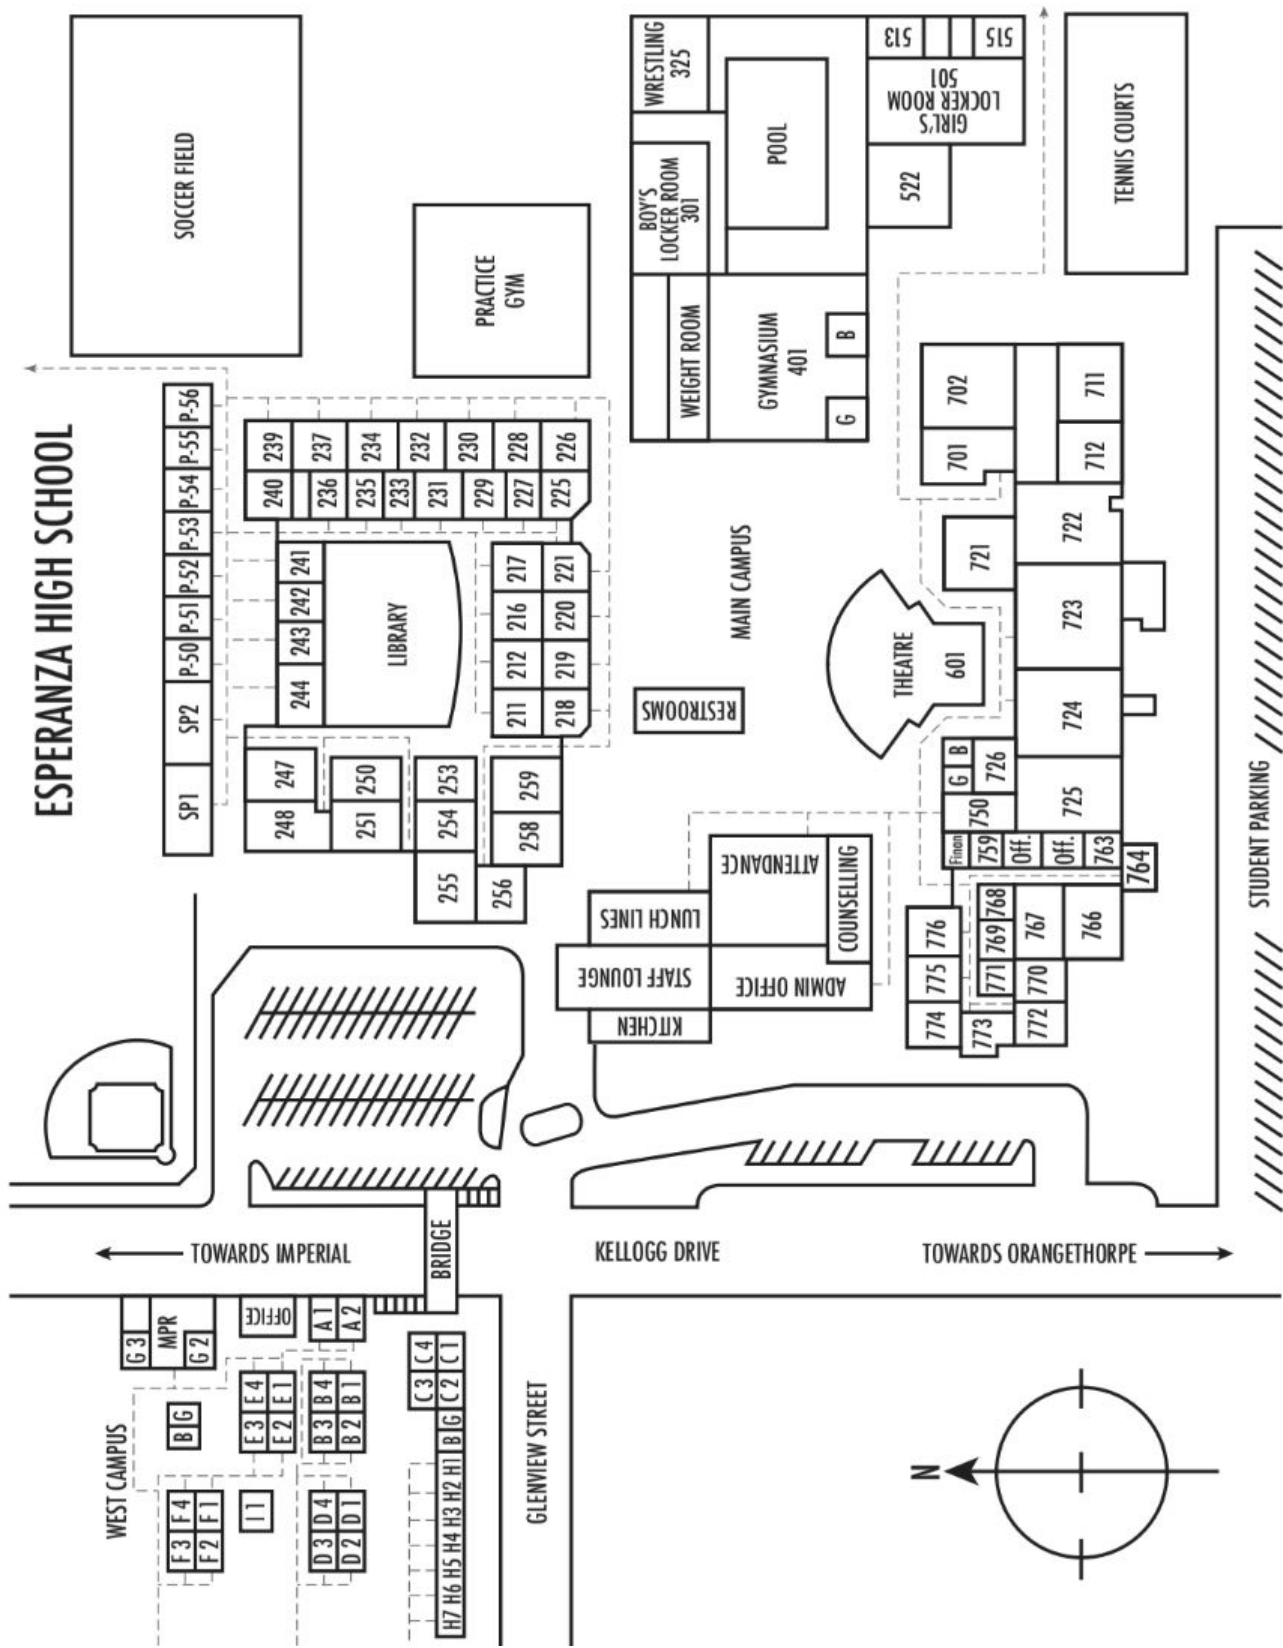 ESPERANZA HIGH SCHOOL
SOCCER FIELD
PRACTICE
GYM
SP1
SP2
P-50
P-51
P-52
P-53
P-54
P-55
P-56
248
247
251
250
254
253
255
256
258
259
244
243
242
241
LIBRARY
240
239
236
237
235
234
233
232
231
230
229
228
227
226
225
211
212
216
217
218
219
220
221
WRESTLING
325
BOY'S
LOCKER ROOM
301
WEIGHT ROOM
POOL
GYMNASIUM
401
G
B
513
515
GIRL'S
LOCKER ROOM
501
522
TENNIS COURTS
MAIN CAMPUS
RESTROOMS
THEATRE
601
KITCHEN
STAFF LOUNGE
LUNCH LINES
ADMIN OFFICE
ATTENDANCE
COUNSELLING
701
702
711
712
721
722
723
724
725
726
G
B
750
Finan
759
Off.
Off.
763
764
766
767
768
769
770
771
772
773
774
775
776
STUDENT PARKING
TOWARDS IMPERIAL
KELLOGG DRIVE
TOWARDS ORANGETHORPE
BRIDGE
WEST CAMPUS
G 3
MPR
G 2
OFFICE
A 1
A 2
B G
E 3
E 4
E 2
E 1
B 3
B 4
B 2
B 1
C 3
C 4
C 2
C 1
F 3
F 4
F 2
F 1
I 1
D 3
D 4
D 2
D 1
H7 H6 H5 H4 H3 H2 H1 B G
GLENVIEW STREET
N